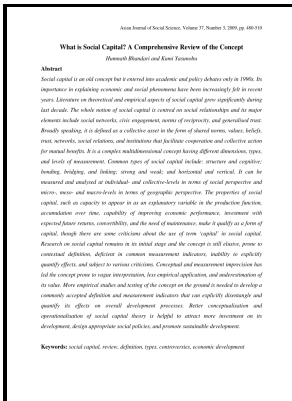 Asian Journal of Social Science, Volume 37, Number 3, 2009, pp. 480-510
What is Social Capital? A Comprehensive Review of the Concept
Humnath Bhandari and Kumi Yasunobu
Abstract
Social capital is an old concept but it entered into academic and policy debates only in 1990s. Its
importance in explaining economic and social phenomena have been increasingly felt in recent
years. Literature on theoretical and empirical aspects of social capital grew significantly during
last decade. The whole notion of social capital is centred on social relationships and its major
elements include social networks, civic engagement, norms of reciprocity, and generalised trust.
Broadly speaking, it is defined as a collective asset in the form of shared norms, values, beliefs,
trust, networks, social relations, and institutions that facilitate cooperation and collective action
for mutual benefits. It is a complex multidimensional concept having different dimensions, types,
and levels of measurement. Common types of social capital include: structure and cognitive;
bonding, bridging, and linking; strong and weak; and horizontal and vertical. It can be
measured and analyzed at individual- and collective-levels in terms of social perspective and
micro-, meso- and macro-levels in terms of geographic perspective. The properties of social
capital, such as capacity to appear in as an explanatory variable in the production function,
accumulation over time, capability of improving economic performance, investment with
expected future returns, convertibility, and the need of maintenance, make it qualify as a form of
capital, though there are some criticisms about the use of term 'capital' in social capital.
Research on social capital remains in its initial stage and the concept is still elusive, prone to
contextual definition, deficient in common measurement indicators, inability to explicitly
quantify effects, and subject to various criticisms. Conceptual and measurement imprecision has
led the concept prone to vague interpretation, less empirical application, and underestimation of
its value. More empirical studies and testing of the concept on the ground is needed to develop a
commonly accepted definition and measurement indicators that can explicitly disentangle and
quantify its effects on overall development processes. Better conceptualisation and
operationalisation of social capital theory is helpful to attract more investment on its
development, design appropriate social policies, and promote sustainable development.
Keywords: social capital, review, definition, types, controversies, economic development